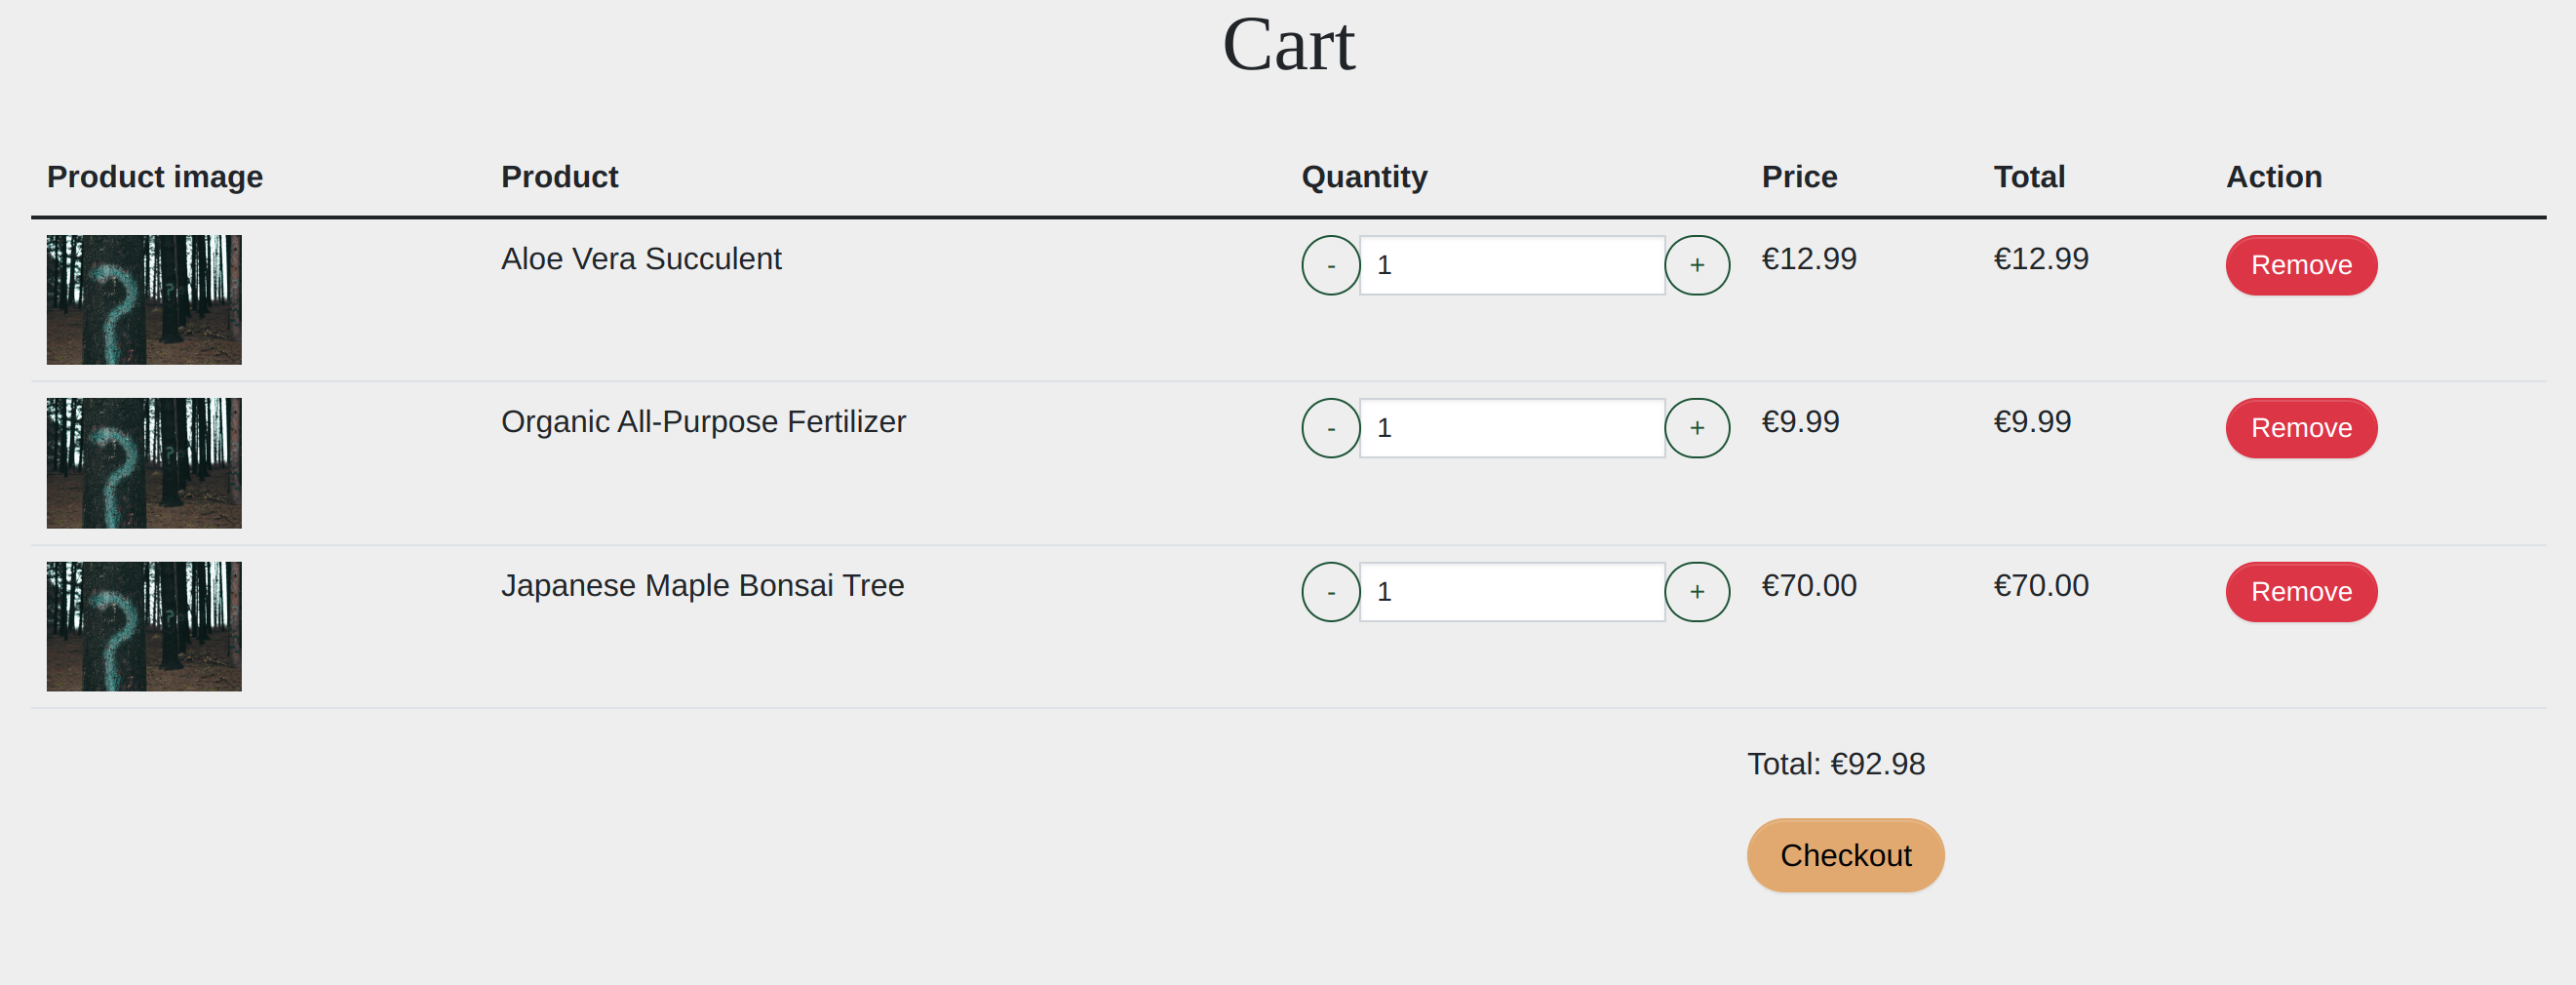 Cart
Product image Product Quantity Price Total Action
Aloe Vera Succulent - 1 + €12.99 €12.99 Remove
Organic All-Purpose Fertilizer - 1 + €9.99 €9.99 Remove
Japanese Maple Bonsai Tree - 1 + €70.00 €70.00 Remove
Total: €92.98
Checkout